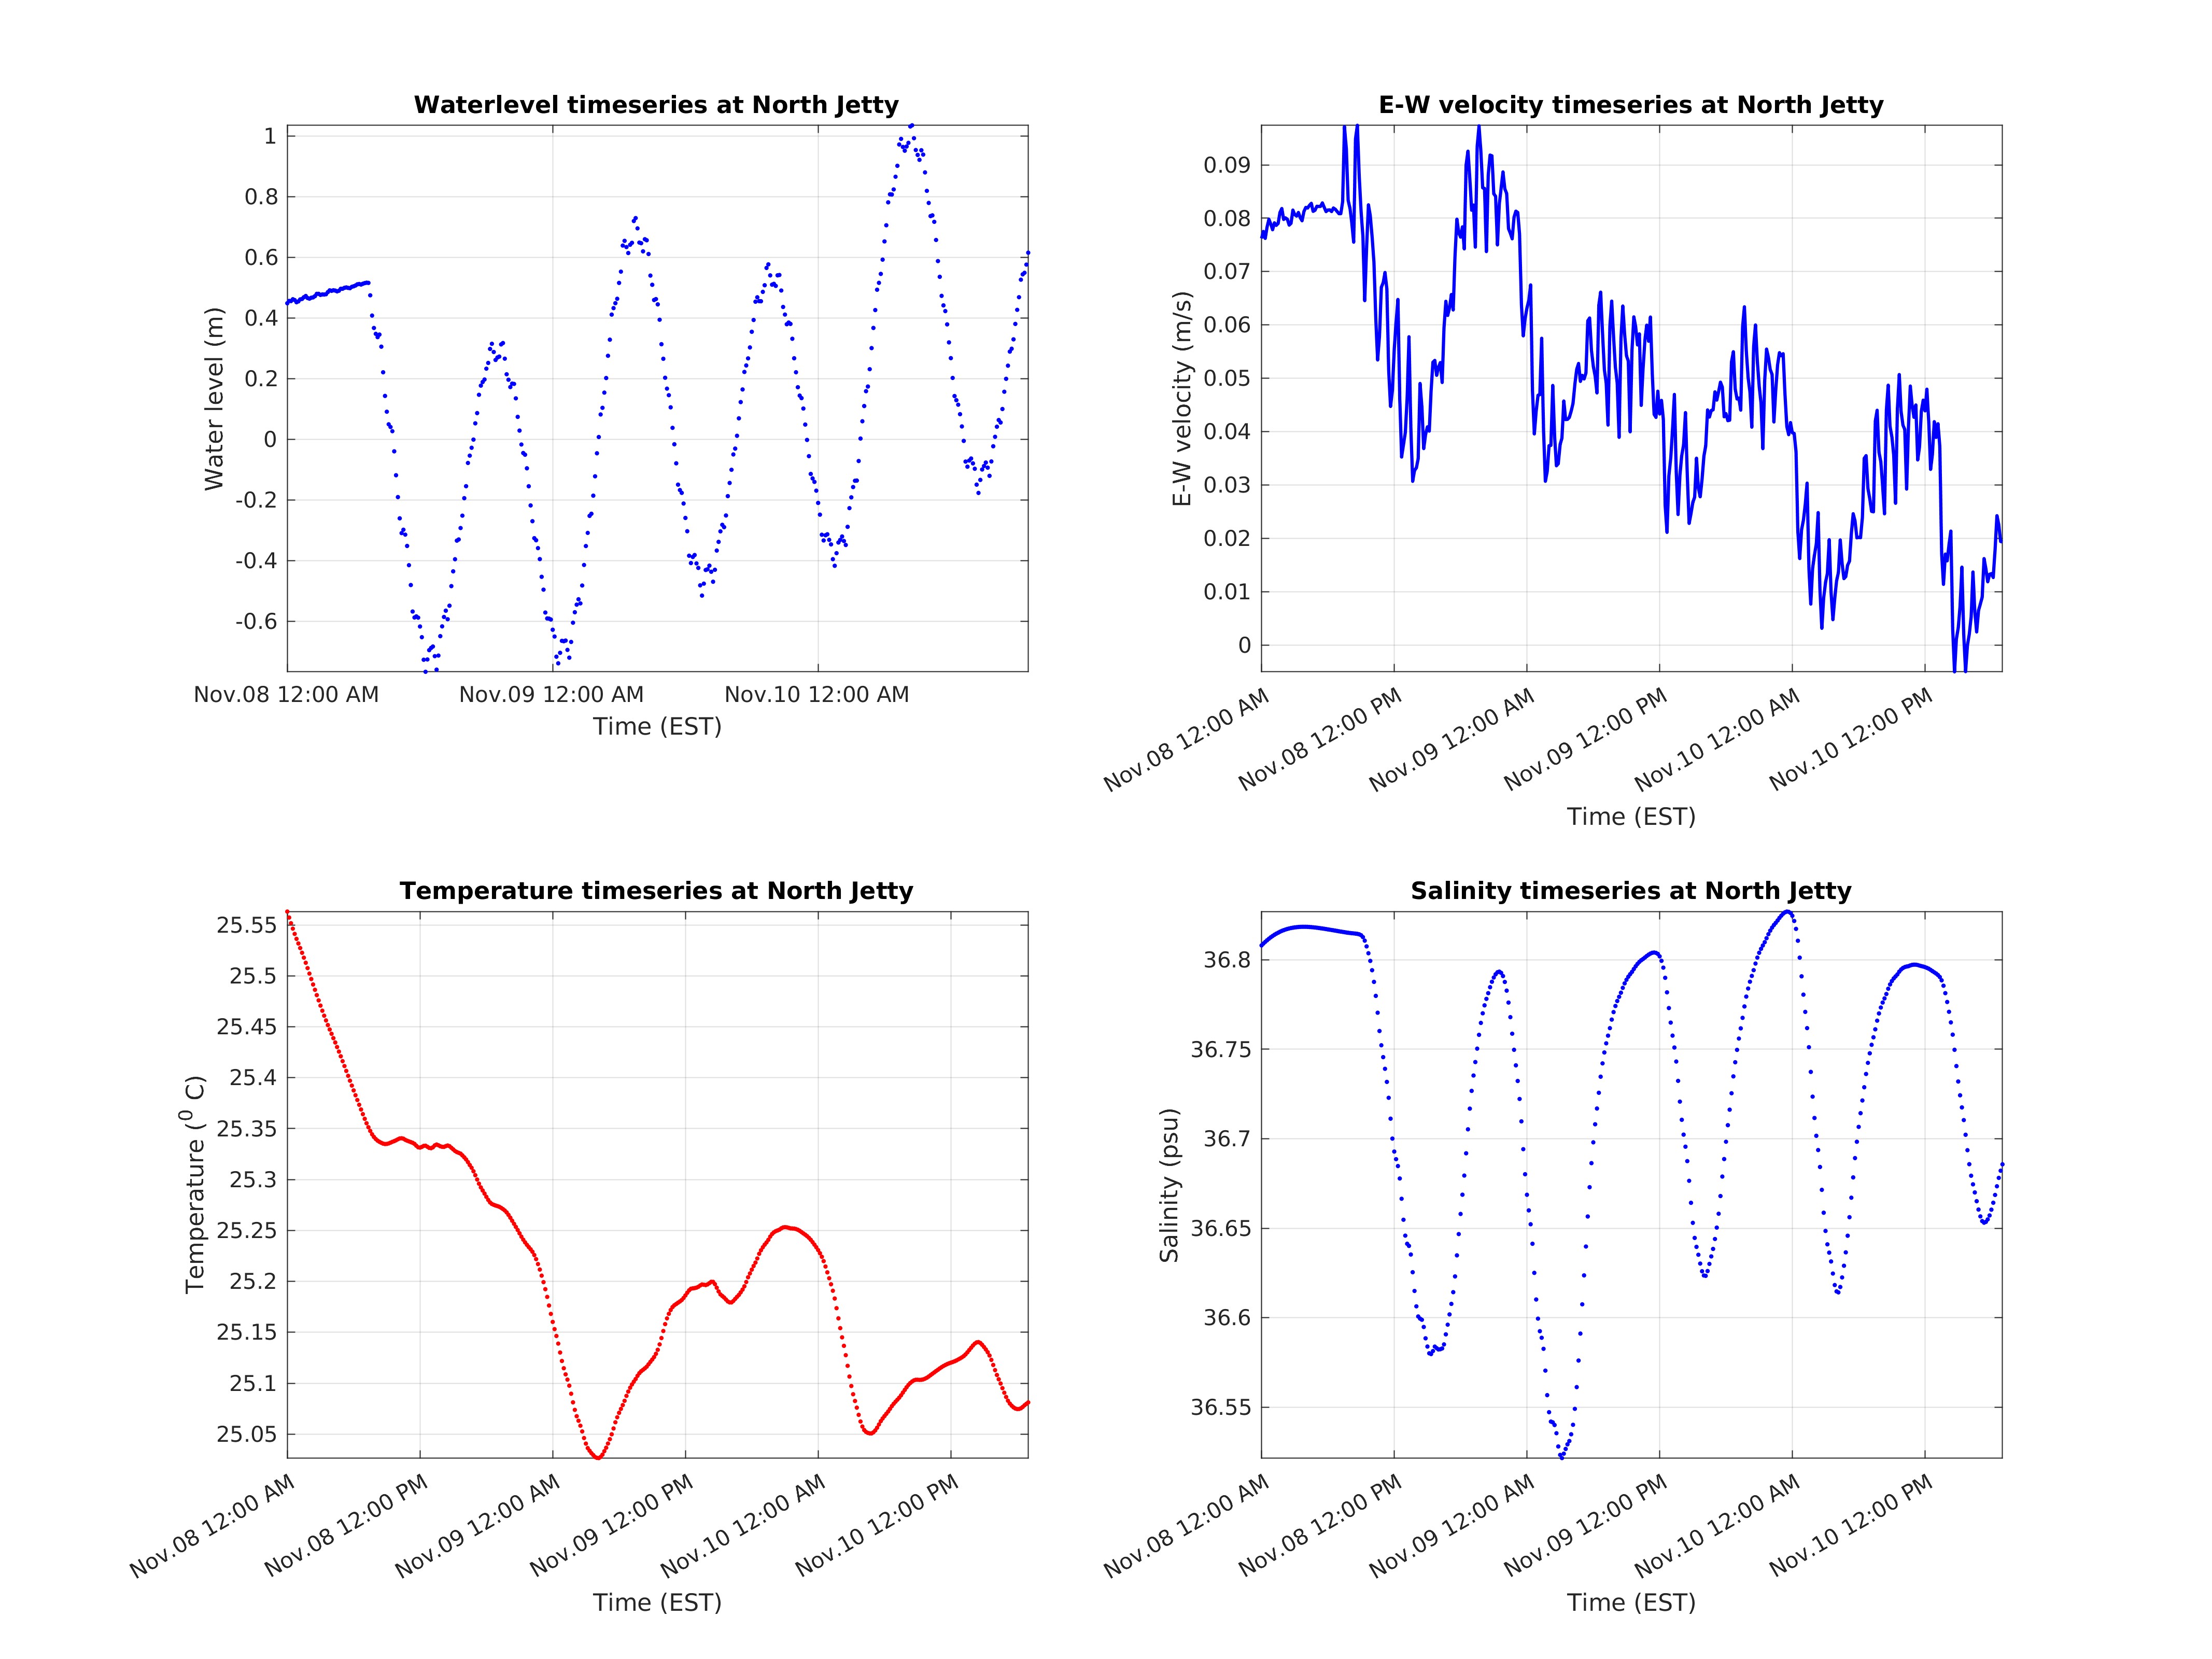 Waterlevel timeseries at North Jetty
1
0.8
0.6
0.4
0.2
0
-0.2
-0.4
-0.6
Water level (m)
Nov.08 12:00 AM Nov.09 12:00 AM Nov.10 12:00 AM
Time (EST)
E-W velocity timeseries at North Jetty
0.09
0.08
0.07
0.06
0.05
0.04
0.03
0.02
0.01
0
E-W velocity (m/s)
Nov.08 12:00 AM
Nov.08 12:00 PM
Nov.09 12:00 AM
Nov.09 12:00 PM
Nov.10 12:00 AM
Nov.10 12:00 PM
Time (EST)
Temperature timeseries at North Jetty
25.55
25.5
25.45
25.4
25.35
25.3
25.25
25.2
25.15
25.1
25.05
Temperature (⁰ C)
Nov.08 12:00 AM
Nov.08 12:00 PM
Nov.09 12:00 AM
Nov.09 12:00 PM
Nov.10 12:00 AM
Nov.10 12:00 PM
Time (EST)
Salinity timeseries at North Jetty
36.8
36.75
36.7
36.65
36.6
36.55
Salinity (psu)
Nov.08 12:00 AM
Nov.08 12:00 PM
Nov.09 12:00 AM
Nov.09 12:00 PM
Nov.10 12:00 AM
Nov.10 12:00 PM
Time (EST)